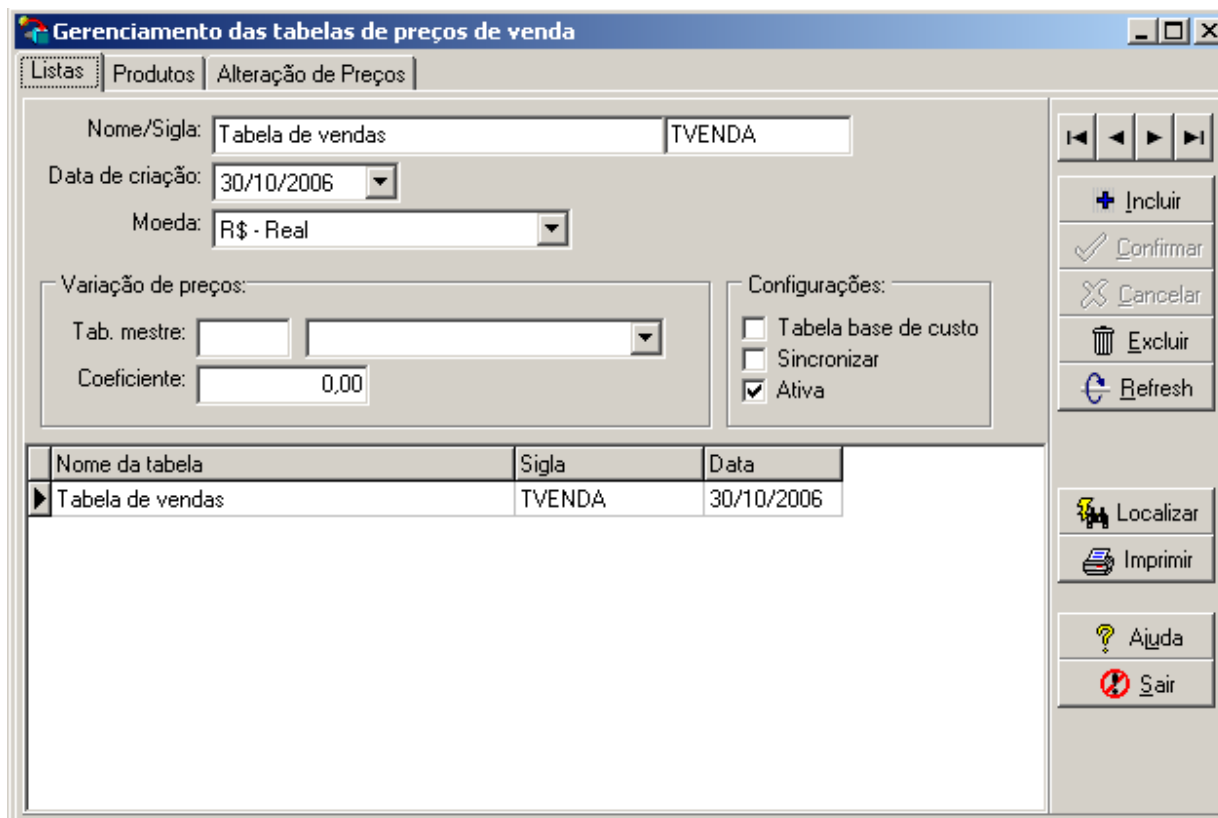 Gerenciamento das tabelas de preços de venda
Listas Produtos Alteração de Preços
Nome/Sigla: Tabela de vendas TVENDA
Data de criação: 30/10/2006
Moeda: R$ - Real
Variação de preços:
Tab. mestre:
Coeficiente: 0,00
Configurações:
Tabela base de custo
Sincronizar
Ativa
Nome da tabela Sigla Data
Tabela de vendas TVENDA 30/10/2006
Incluir
Confirmar
Cancelar
Excluir
Refresh
Localizar
Imprimir
Ajuda
Sair